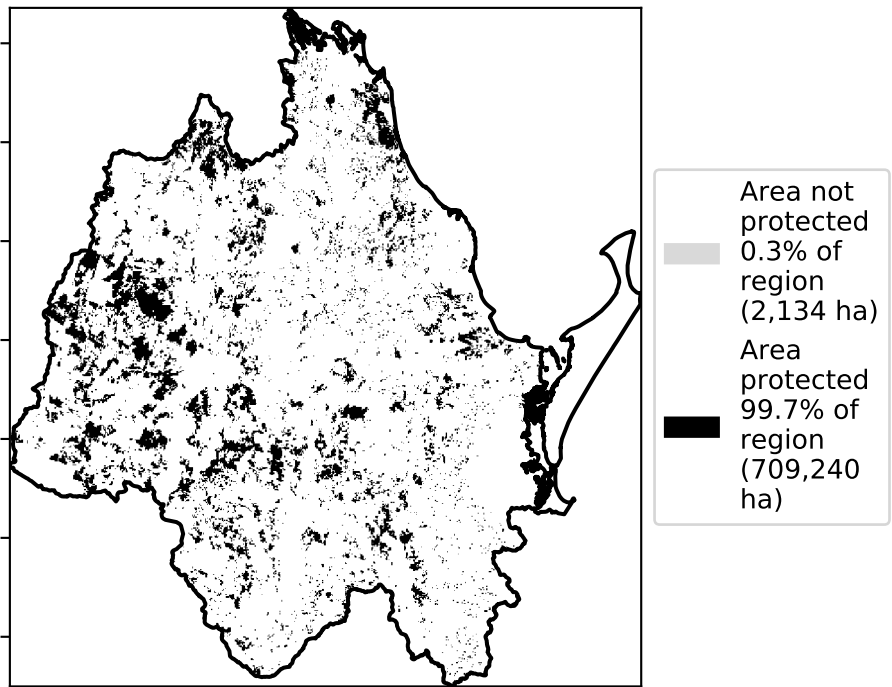 Area not
protected
0.3% of
region
(2,134 ha)
Area
protected
99.7% of
region
(709,240
ha)